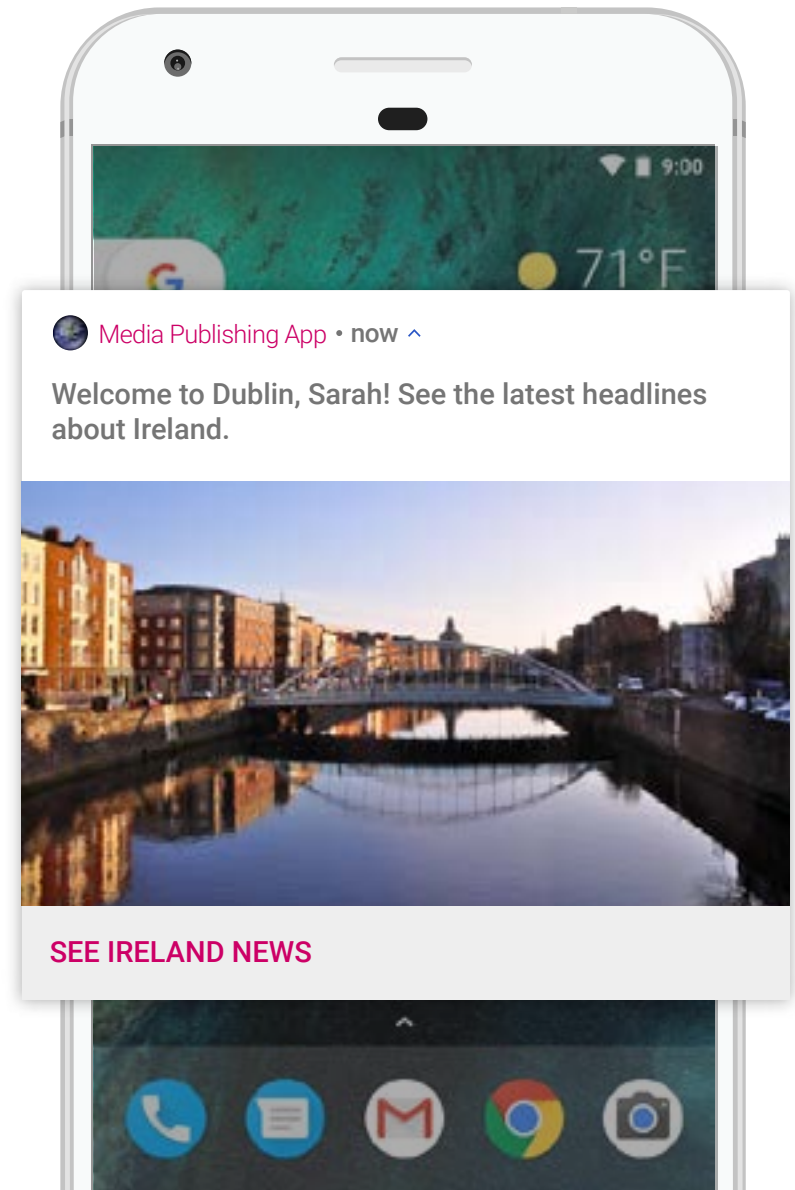 9:00
71°F
Media Publishing App • now
Welcome to Dublin, Sarah! See the latest headlines
about Ireland.
SEE IRELAND NEWS